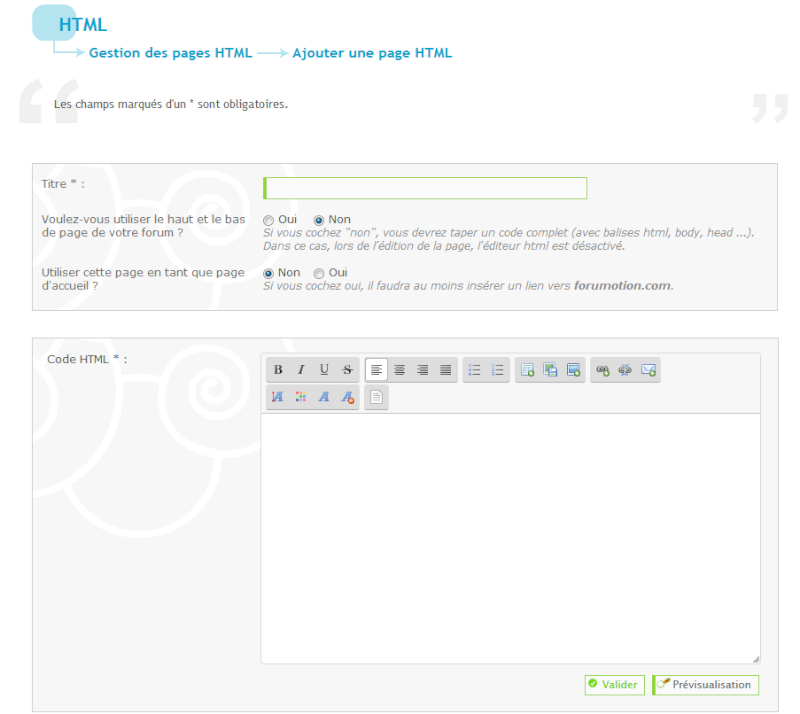 HTML
Gestion des pages HTML Ajouter une page HTML
Les champs marqués d'un * sont obligatoires.
Titre * :
Voulez-vous utiliser le haut et le bas
de page de votre forum ?
Oui Non
Si vous cochez "non", vous devrez taper un code complet (avec balises html, body, head ...).
Dans ce cas, lors de l'édition de la page, l'éditeur html est désactivé.
Utiliser cette page en tant que page
d'accueil ?
Non Oui
Si vous cochez oui, il faudra au moins insérer un lien vers forumotion.com.
Code HTML * :
B I U S
Valider Prévisualisation